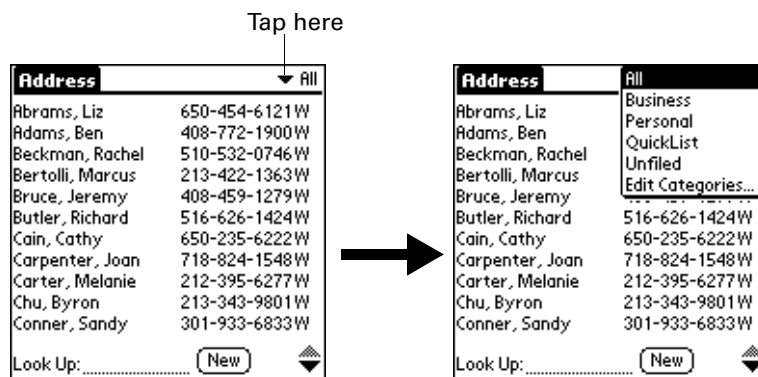 Tap here
Address All
Abrams, Liz 650-454-6121W
Adams, Ben 408-772-1900W
Beckman, Rachel 510-532-0746W
Bertolli, Marcus 213-422-1363W
Bruce, Jeremy 408-459-1279W
Butler, Richard 516-626-1424W
Cain, Cathy 650-235-6222W
Carpenter, Joan 718-824-1548W
Carter, Melanie 212-395-6277W
Chu, Byron 213-343-9801W
Conner, Sandy 301-933-6833W
Look Up: New
Address All
Business
Personal
QuickList
Unfiled
Edit Categories...
Abrams, Liz
Adams, Ben
Beckman, Rachel
Bertolli, Marcus
Bruce, Jeremy
Butler, Richard 516-626-1424W
Cain, Cathy 650-235-6222W
Carpenter, Joan 718-824-1548W
Carter, Melanie 212-395-6277W
Chu, Byron 213-343-9801W
Conner, Sandy 301-933-6833W
Look Up: New